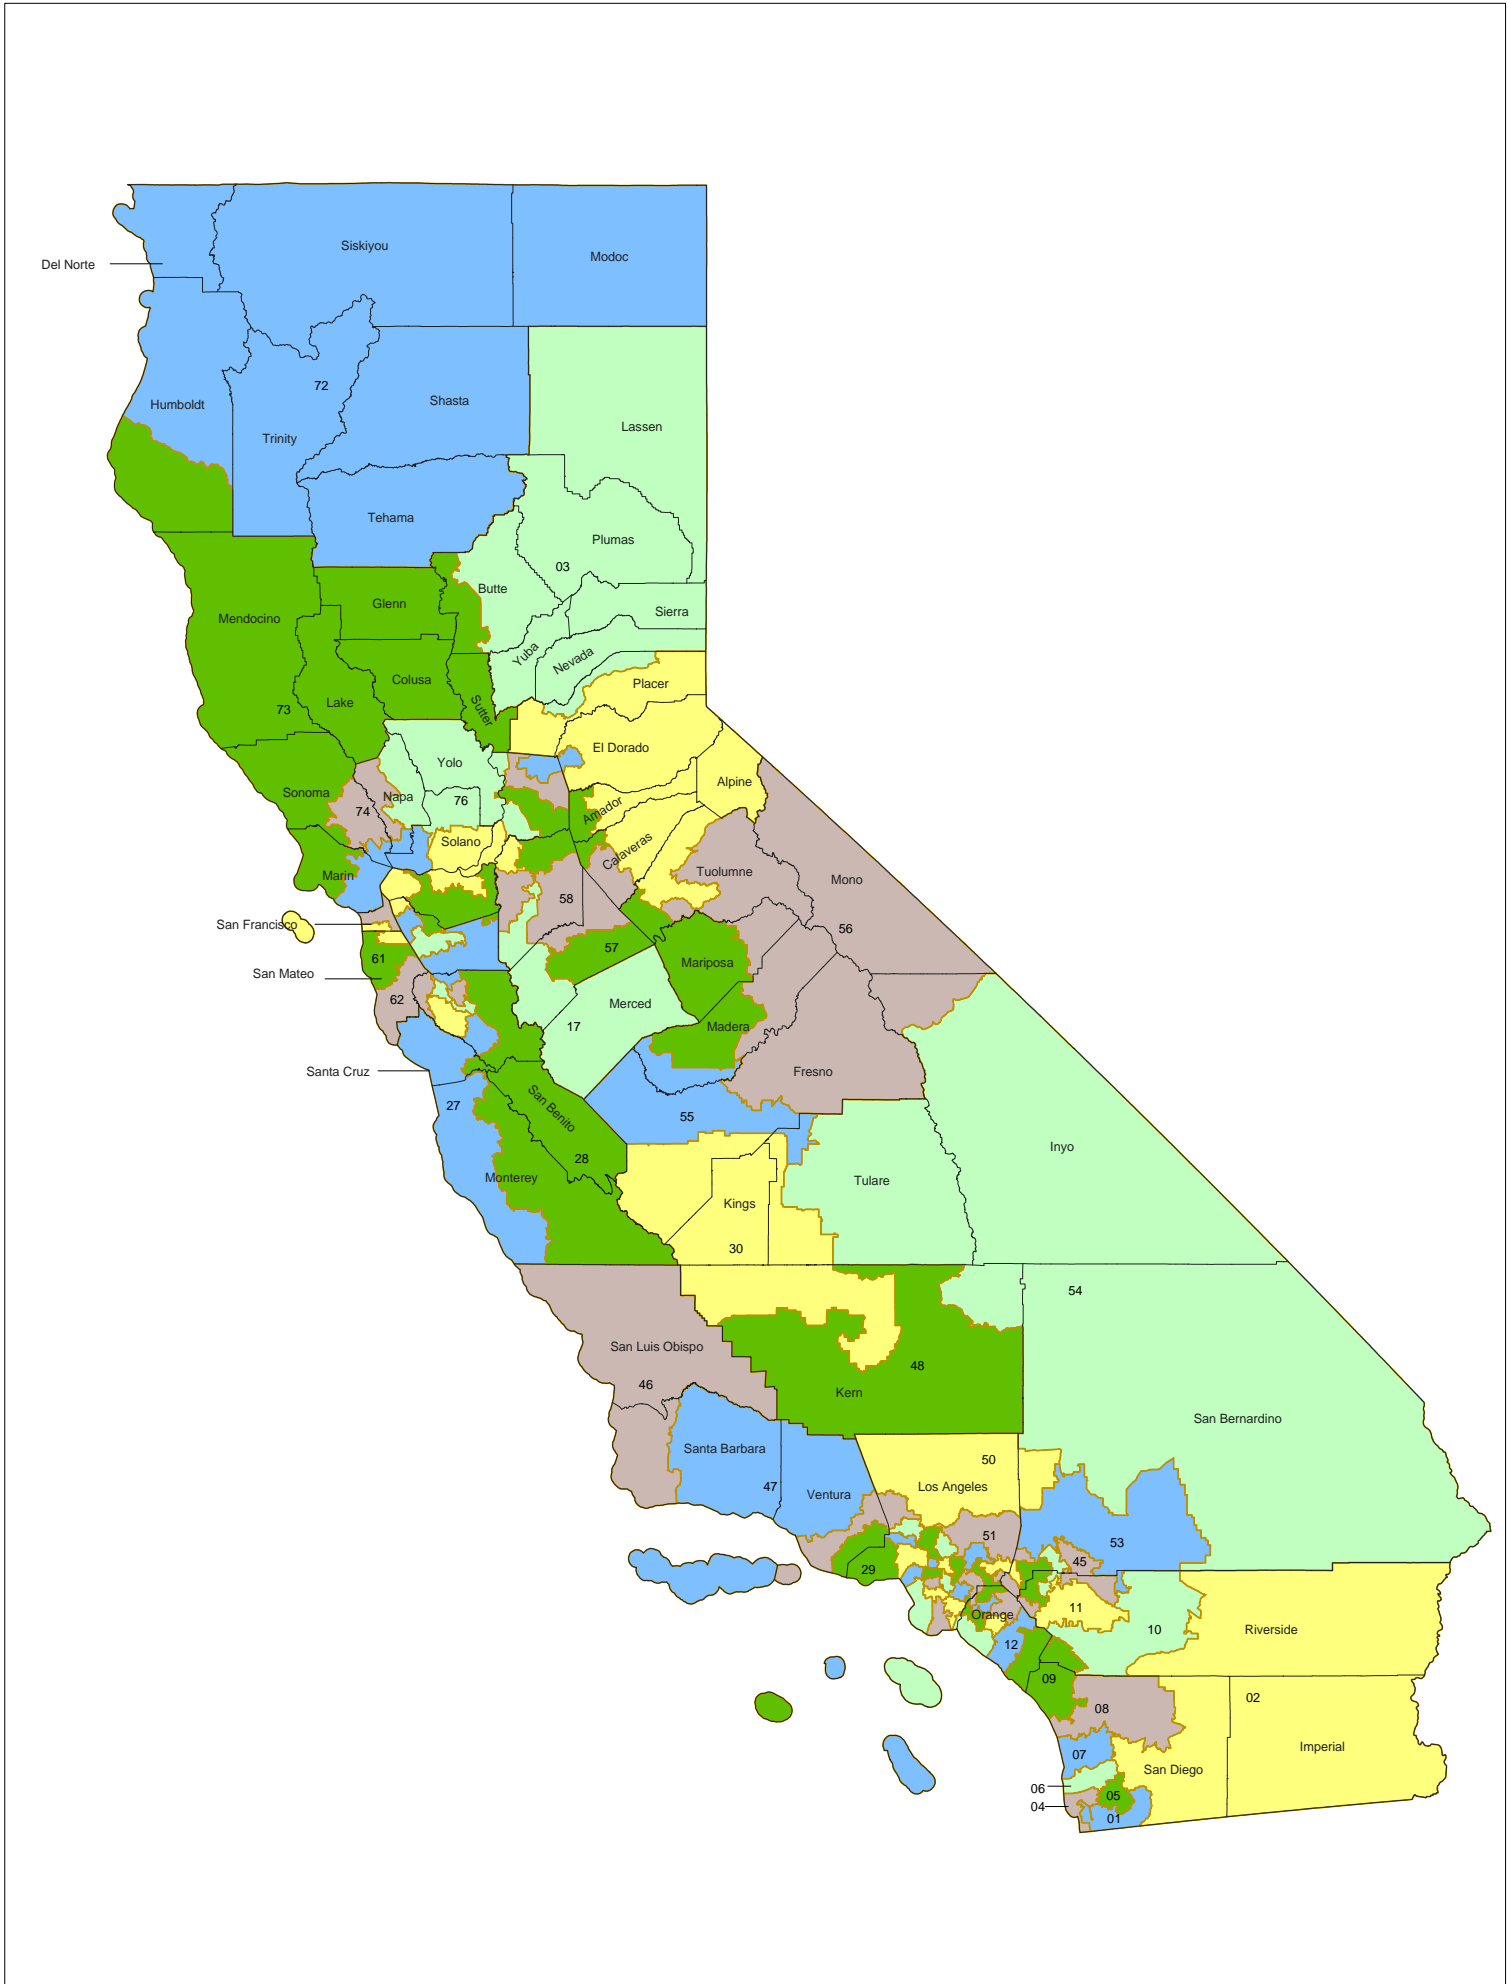 Siskiyou
Modoc
Del Norte
72
Humboldt
Shasta
Lassen
Trinity
Tehama
Plumas
03
Butte
Glenn
Sierra
Mendocino
Yuba
Nevada
Colusa
Placer
Lake
73
Sutter
El Dorado
Yolo
Alpine
Sonoma
Napa
76
74
Amador
Solano
Calaveras
Tuolumne
Marin
Mono
58
San Francisco
56
57
61
Mariposa
San Mateo
62
Merced
17
Madera
Santa Cruz
Fresno
27
San Benito
55
Inyo
28
Monterey
Tulare
Kings
30
54
San Luis Obispo
48
46
Kern
San Bernardino
Santa Barbara
50
47
Ventura
Los Angeles
51
53
45
29
11
Orange
10
Riverside
12
09
02
08
Imperial
07
San Diego
06
05
04
01